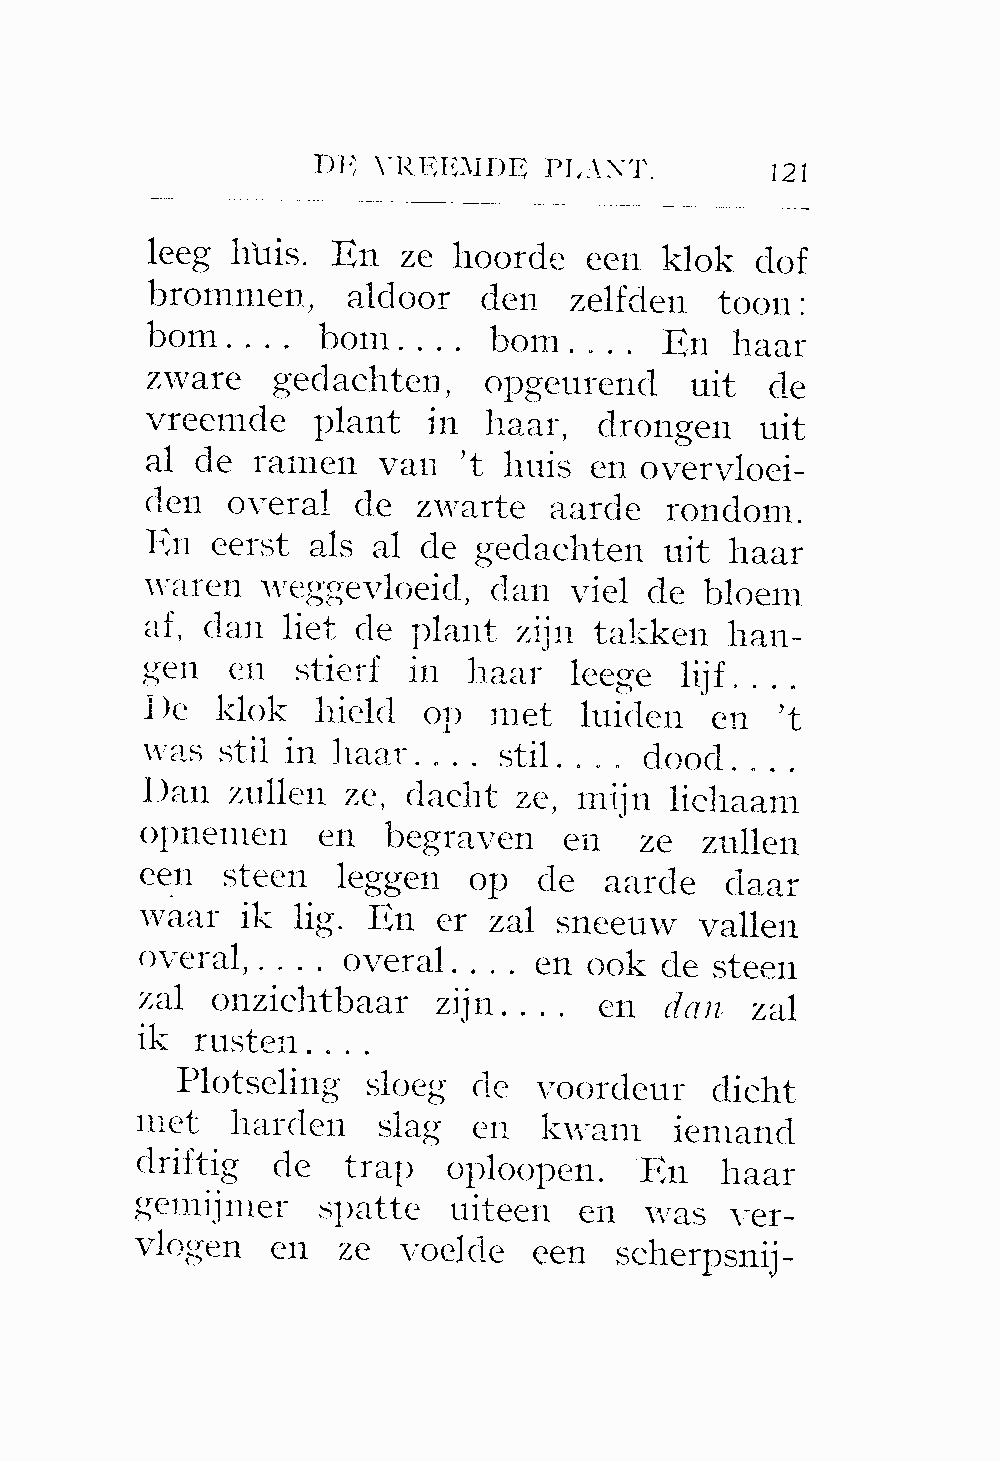 DE VREEMDE PLANT. 121
leeg huis. En ze hoorde een klok dof
brommen, aldoor den zelfden toon:
bom.... bom.... bom.... En haar
zware gedachten, opgeurend uit de
vreemde plant in haar, drongen uit
al de ramen van 't huis en overvloei-
den overal de zwarte aarde rondom.
En eerst als al de gedachten uit haar
waren weggevloeid, dan viel de bloem
af, dan liet de plant zijn takken han-
gen en stierf in haar leege lijf....
De klok hield op met luiden en 't
was stil in haar.... stil.... dood....
Dan zullen ze, dacht ze, mijn lichaam
opnemen en begraven en ze zullen
een steen leggen op de aarde daar
waar ik lig. En er zal sneeuw vallen
overal,.... overal.... en ook de steen
zal onzichtbaar zijn.... en dan zal
ik rusten....
Plotseling sloeg de voordeur dicht
met harden slag en kwam iemand
driftig de trap oploopen. En haar
gemijmer spatte uiteen en was ver-
vlogen en ze voelde een scherpsnij-